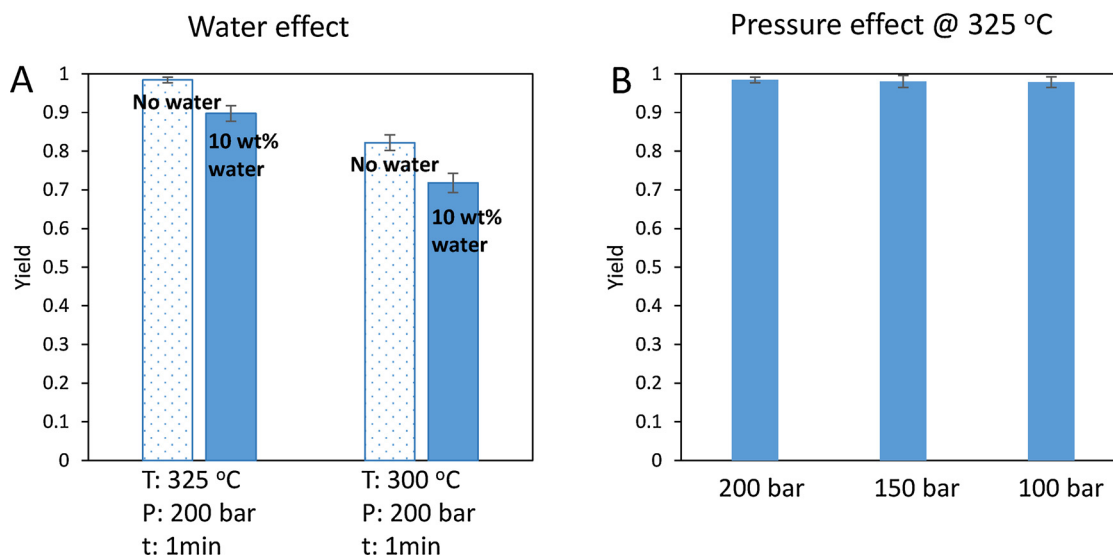 Water effect
A
Yield
1
0.9
0.8
0.7
0.6
0.5
0.4
0.3
0.2
0.1
0
No water
10 wt%
water
No water
10 wt%
water
T: 325 ºC
P: 200 bar
t: 1min
T: 300 ºC
P: 200 bar
t: 1min
Pressure effect @ 325 ºC
B
Yield
1
0.9
0.8
0.7
0.6
0.5
0.4
0.3
0.2
0.1
0
200 bar
150 bar
100 bar